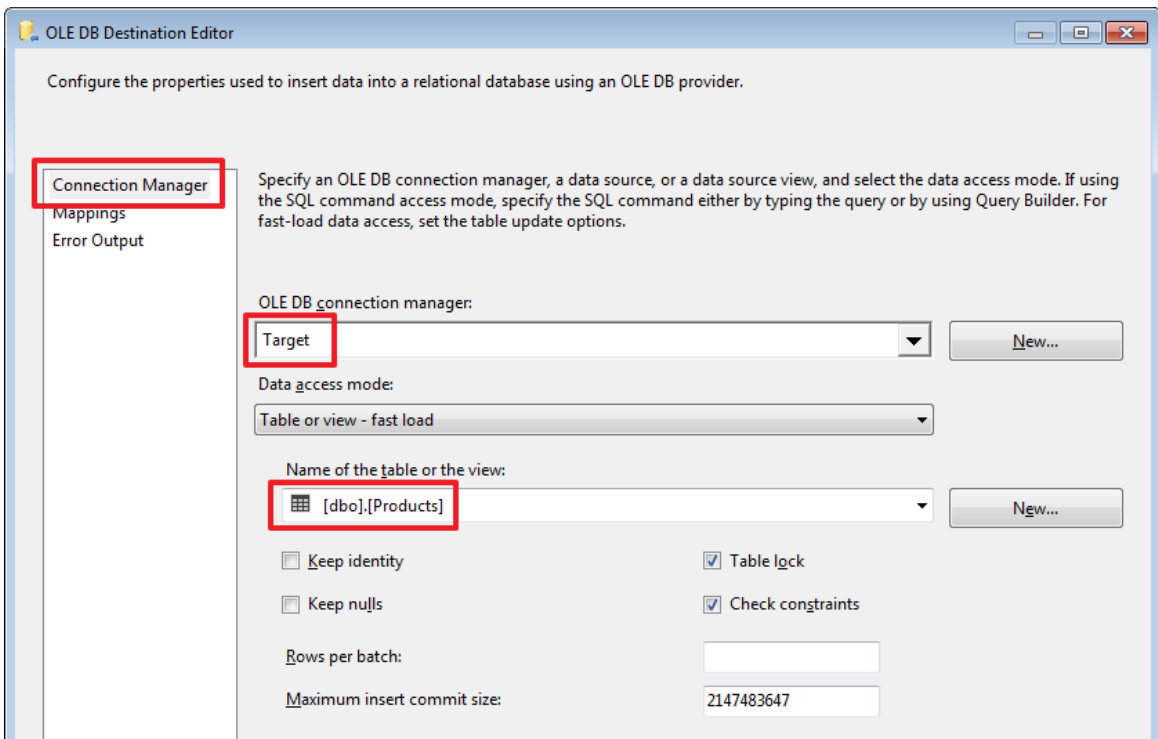 OLE DB Destination Editor
Configure the properties used to insert data into a relational database using an OLE DB provider.
Connection Manager
Mappings
Error Output
Specify an OLE DB connection manager, a data source, or a data source view, and select the data access mode. If using
the SQL command access mode, specify the SQL command either by typing the query or by using Query Builder. For
fast-load data access, set the table update options.
OLE DB connection manager:
Target
New...
Data access mode:
Table or view - fast load
Name of the table or the view:
[dbo].[Products]
New...
Keep identity
Table lock
Keep nulls
Check constraints
Rows per batch:
Maximum insert commit size:
2147483647